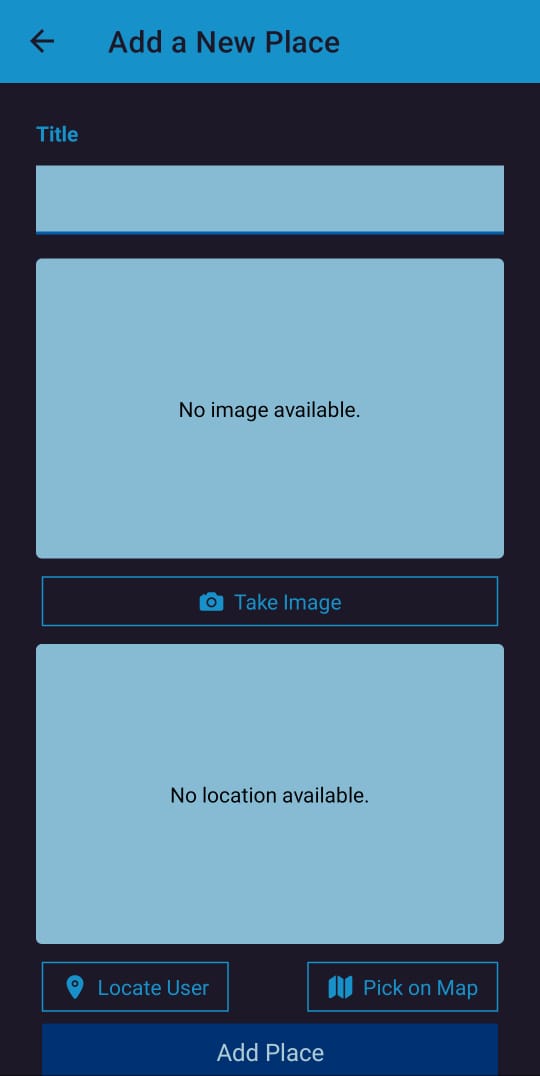 Add a New Place
Title
No image available.
Take Image
No location available.
Locate User
Pick on Map
Add Place